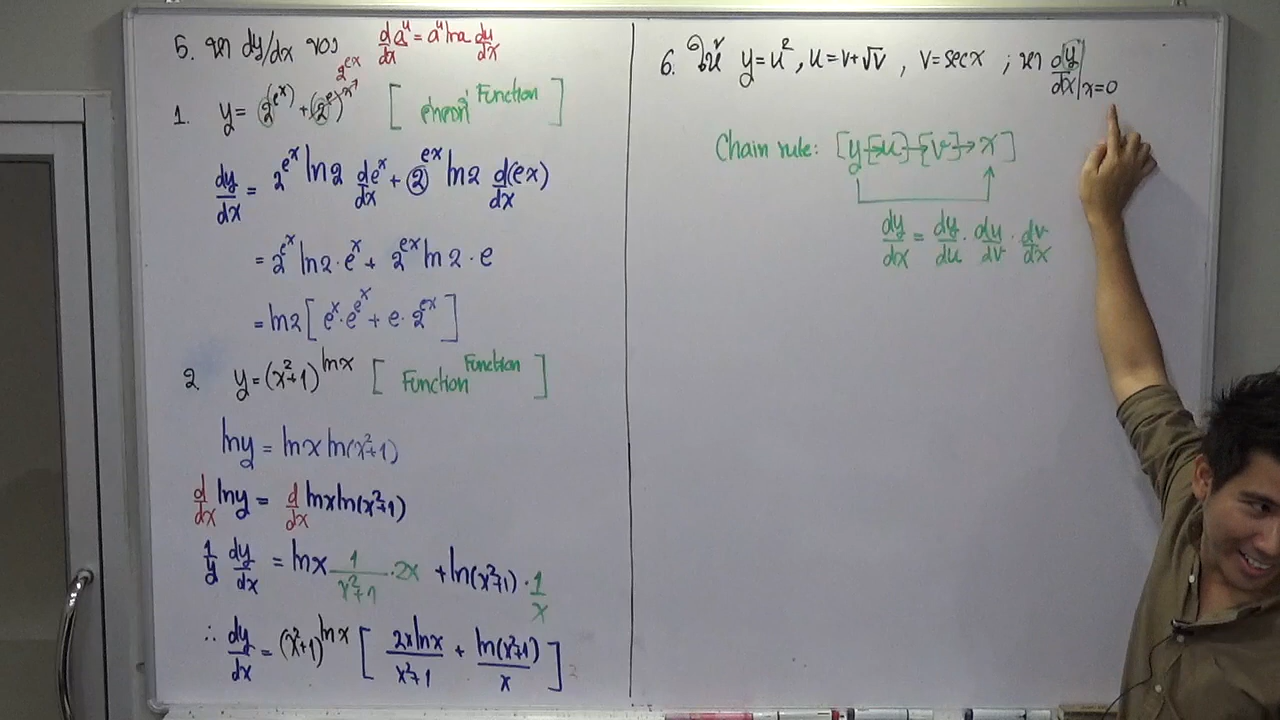 5. หา dy/dx ของ d/dx a^u = a^u ln a du/dx
1. y = 2^(e^x) + (2^e)^x → 2^ex [ค่าคงที่^Function]
dy/dx = 2^e^x ln2 de^x/dx + 2^ex ln2 d(ex)/dx
= 2^e^x ln2 · e^x + 2^ex ln2 · e
= ln2 [e^x · e^e^x + e · 2^ex]
2. y = (x²+1)^lnx [Function^Function]
lny = lnx ln(x²+1)
d/dx lny = d/dx lnx ln(x²+1)
1/y dy/dx = lnx 1/(x²+1) · 2x + ln(x²+1) · 1/x
∴ dy/dx = (x²+1)^lnx [2xlnx/(x²+1) + ln(x²+1)/x]
6. ให้ y = u², u = v+√v , v = secx ; หา dy/dx|x=0
Chain rule: [y→[u]→[v]→x]
dy/dx = dy/du · du/dv · dv/dx